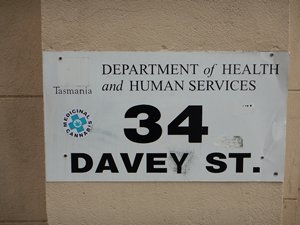 DEPARTMENT of HEALTH
and HUMAN SERVICES
Tasmania
MEDICINAL CANNABIS
34
DAVEY ST.